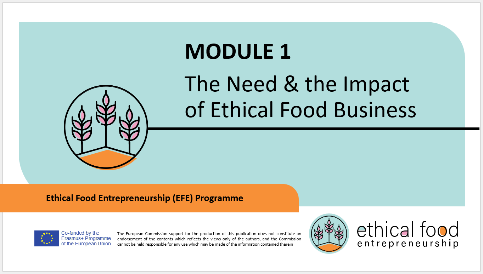 MODULE 1
The Need & the Impact
of Ethical Food Business
Ethical Food Entrepreneurship (EFE) Programme
Co-funded by the
Erasmus+ Programme
of the European Union
The European Commission support for the production of this publication does not constitute an
endorsement of the contents which reflects the views only of the authors, and the Commission
cannot be held responsible for any use which may be made of the information contained therein
ethical food
entrepreneurship